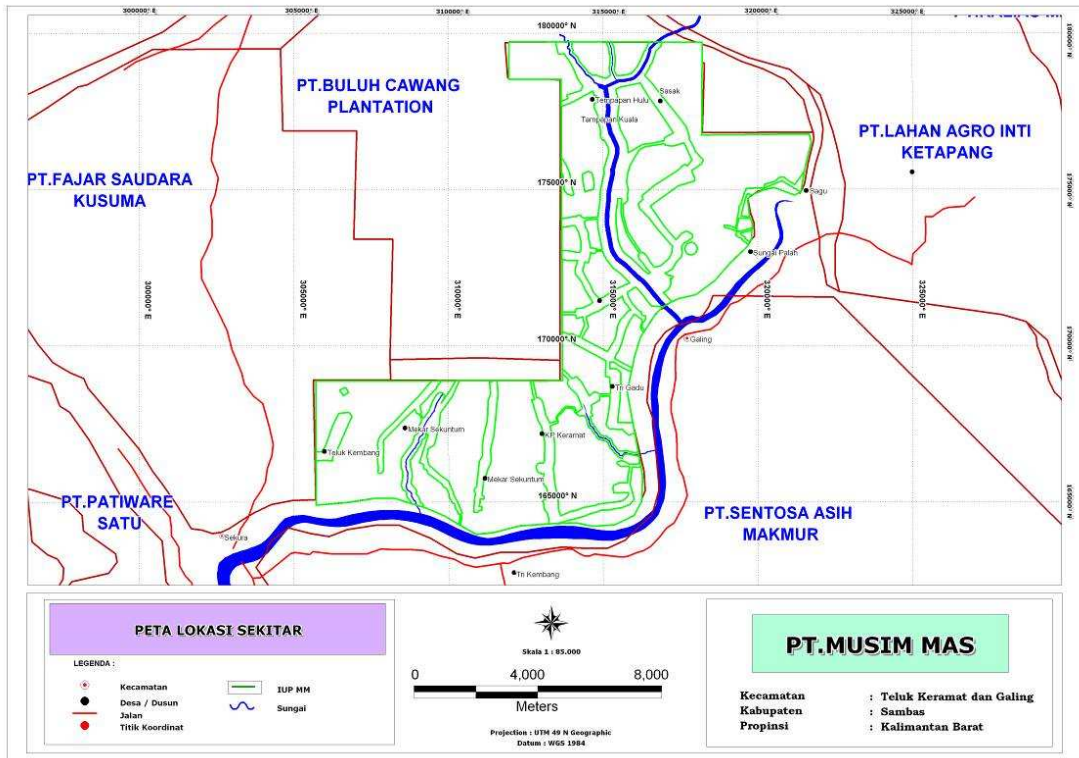 300000° E 305000° E 310000° E 315000° E 320000° E 325000° E
180000° N 180000° N
PT.BULUH CAWANG
PLANTATION
Sasak
Tempapan Hulu
Tampapan Kuala
PT.LAHAN AGRO INTI
KETAPANG
PT.FAJAR SAUDARA
KUSUMA
175000° N 175000° N
Sagu
Sungai Palah
300000° E 305000° E 310000° E 315000° E 320000° E 325000° E
170000° N 170000° N
Galing
Tri Gadu
Mekar Sekuntum
KP Keramat
Teluk Kembang
Mekar Sekuntum
165000° N 165000° N
PT.PATIWARE
SATU
PT.SENTOSA ASIH
MAKMUR
Sekura
Tri Kembang
PETA LOKASI SEKITAR
LEGENDA :
Kecamatan
Desa / Dusun
Jalan
Titik Koordinat
IUP MM
Sungai
Skala 1 : 85.000
0 4,000 8,000
Meters
Projection : UTM 49 N Geographic
Datum : WGS 1984
PT.MUSIM MAS
Kecamatan : Teluk Keramat dan Galing
Kabupaten : Sambas
Propinsi : Kalimantan Barat